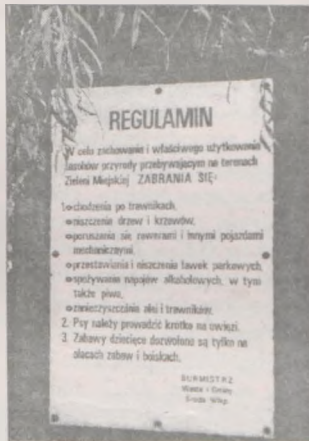 REGULAMIN
W celu zachowania i właściwego użytkowania
zasobów przyrody przebywającym na terenach
Zieleni Miejskiej ZABRANIA SIĘ:
1.•chodzenia po trawnikach,
•niszczenia drzew i krzewów,
•poruszania się rowerami i innymi pojazdami
mechanicznymi,
•przestawiania i niszczenia ławek parkowych,
•spożywania napojów alkoholowych, w tym
także piwa,
•zanieczyszczania alei i trawników.
2. Psy należy prowadzić krótko na uwięzi.
3. Zabawy dziecięce dozwolone są tylko na
placach zabaw i boiskach.
BURMISTRZ
Miasta i Gminy
Środa Wlkp.